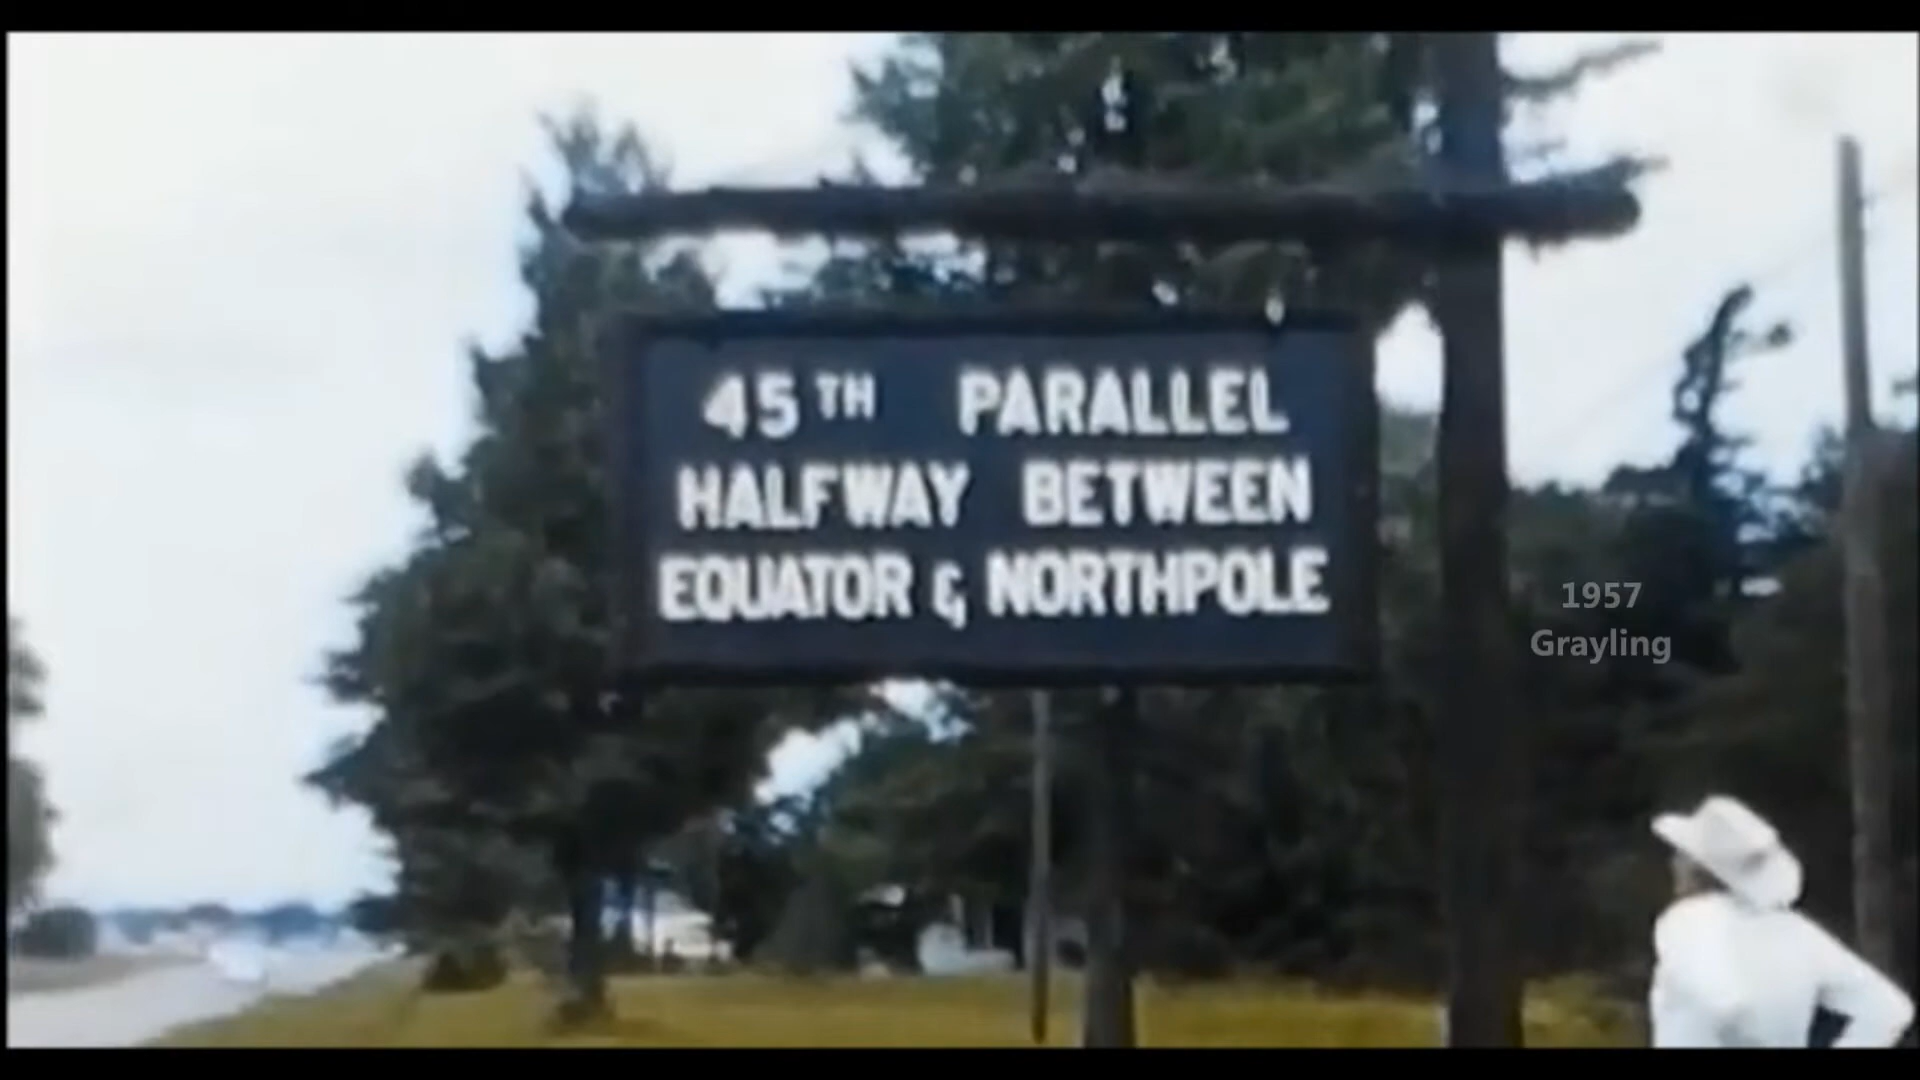 45TH PARALLEL
HALFWAY BETWEEN
EQUATOR & NORTHPOLE
1957
Grayling